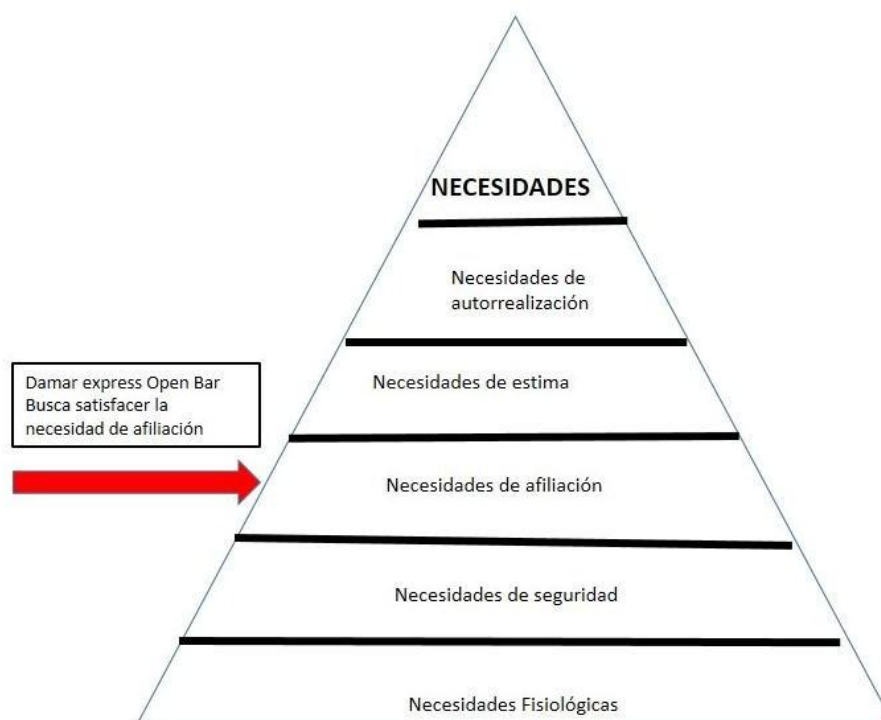 NECESIDADES
Necesidades de
autorrealización
Necesidades de estima
Damar express Open Bar
Busca satisfacer la
necesidad de afiliación
Necesidades de afiliación
Necesidades de seguridad
Necesidades Fisiológicas